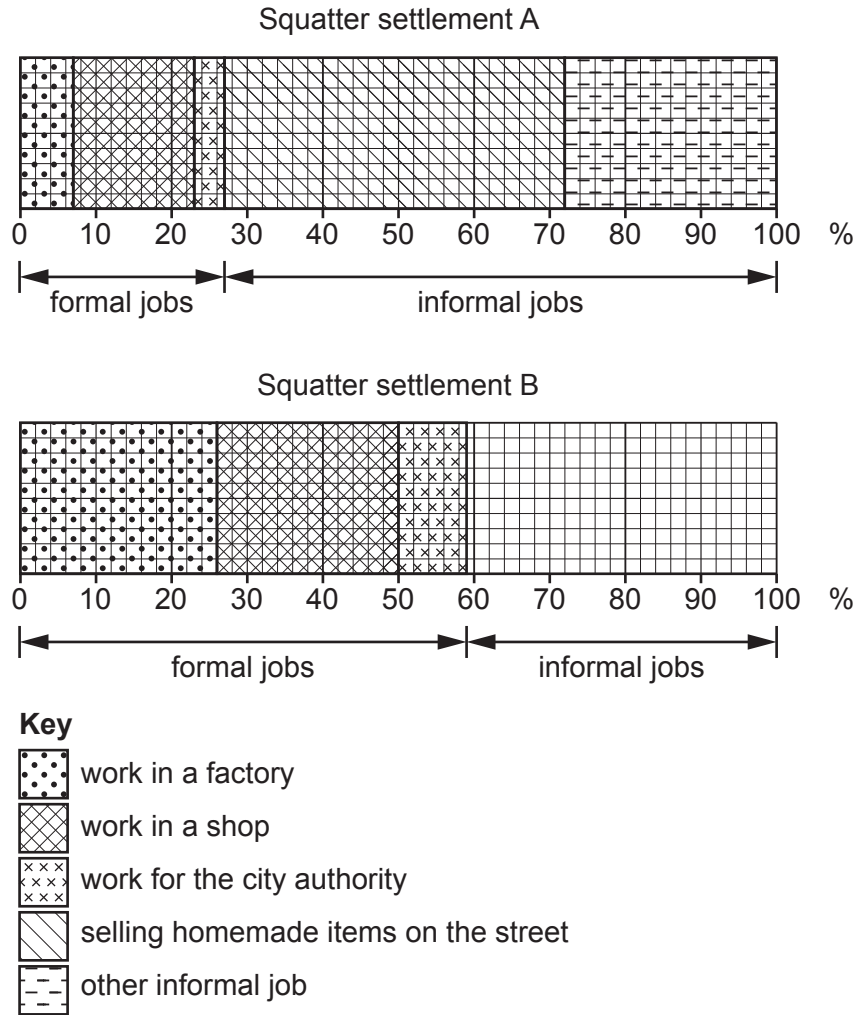 Squatter settlement A
0 10 20 30 40 50 60 70 80 90 100 %
formal jobs informal jobs
Squatter settlement B
0 10 20 30 40 50 60 70 80 90 100 %
formal jobs informal jobs
Key
work in a factory
work in a shop
work for the city authority
selling homemade items on the street
other informal job